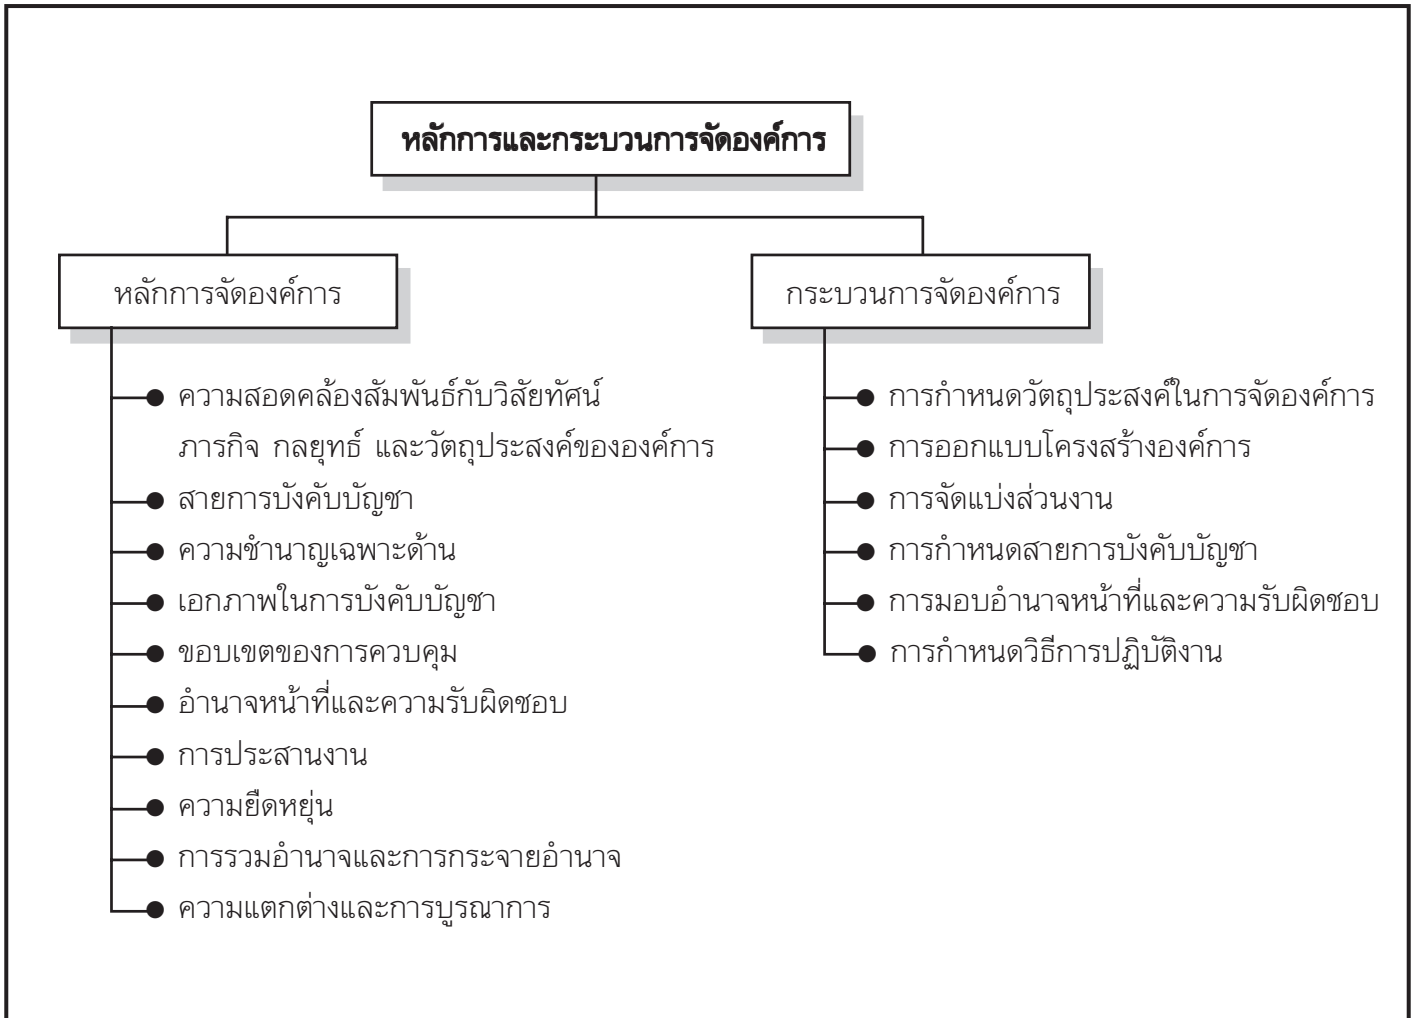 หลักการและกระบวนการจัดองค์การ
หลักการจัดองค์การ
ความสอดคล้องสัมพันธ์กับวิสัยทัศน์
ภารกิจ กลยุทธ์ และวัตถุประสงค์ขององค์การ
สายการบังคับบัญชา
ความชำนาญเฉพาะด้าน
เอกภาพในการบังคับบัญชา
ขอบเขตของการควบคุม
อำนาจหน้าที่และความรับผิดชอบ
การประสานงาน
ความยืดหยุ่น
การรวมอำนาจและการกระจายอำนาจ
ความแตกต่างและการบูรณาการ
กระบวนการจัดองค์การ
การกำหนดวัตถุประสงค์ในการจัดองค์การ
การออกแบบโครงสร้างองค์การ
การจัดแบ่งส่วนงาน
การกำหนดสายการบังคับบัญชา
การมอบอำนาจหน้าที่และความรับผิดชอบ
การกำหนดวิธีการปฏิบัติงาน